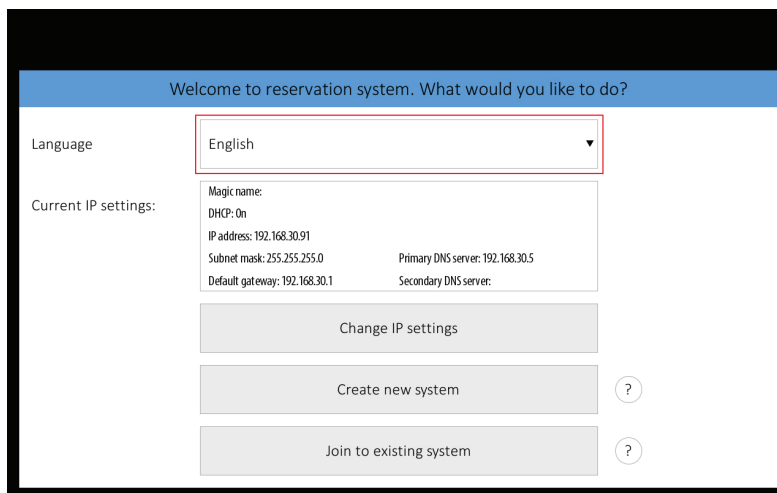 Welcome to reservation system. What would you like to do?
Language
English
Current IP settings:
Magic name:
DHCP: On
IP address: 192.168.30.91
Subnet mask: 255.255.255.0 Primary DNS server: 192.168.30.5
Default gateway: 192.168.30.1 Secondary DNS server:
Change IP settings
Create new system ?
Join to existing system ?